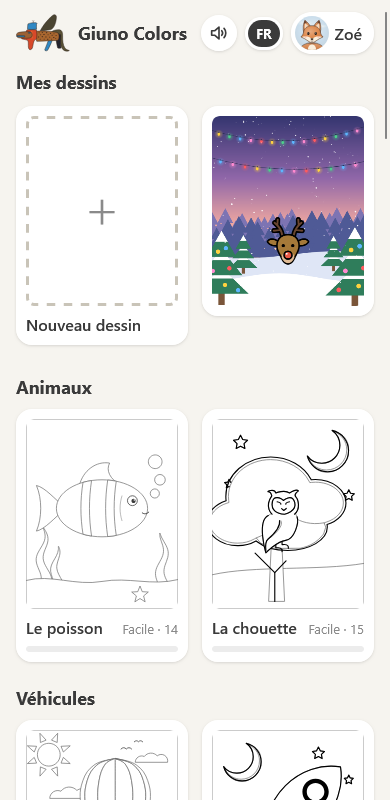 Giuno Colors
FR
Zoé
Mes dessins
Nouveau dessin
Animaux
Le poisson
Facile · 14
La chouette
Facile · 15
Véhicules